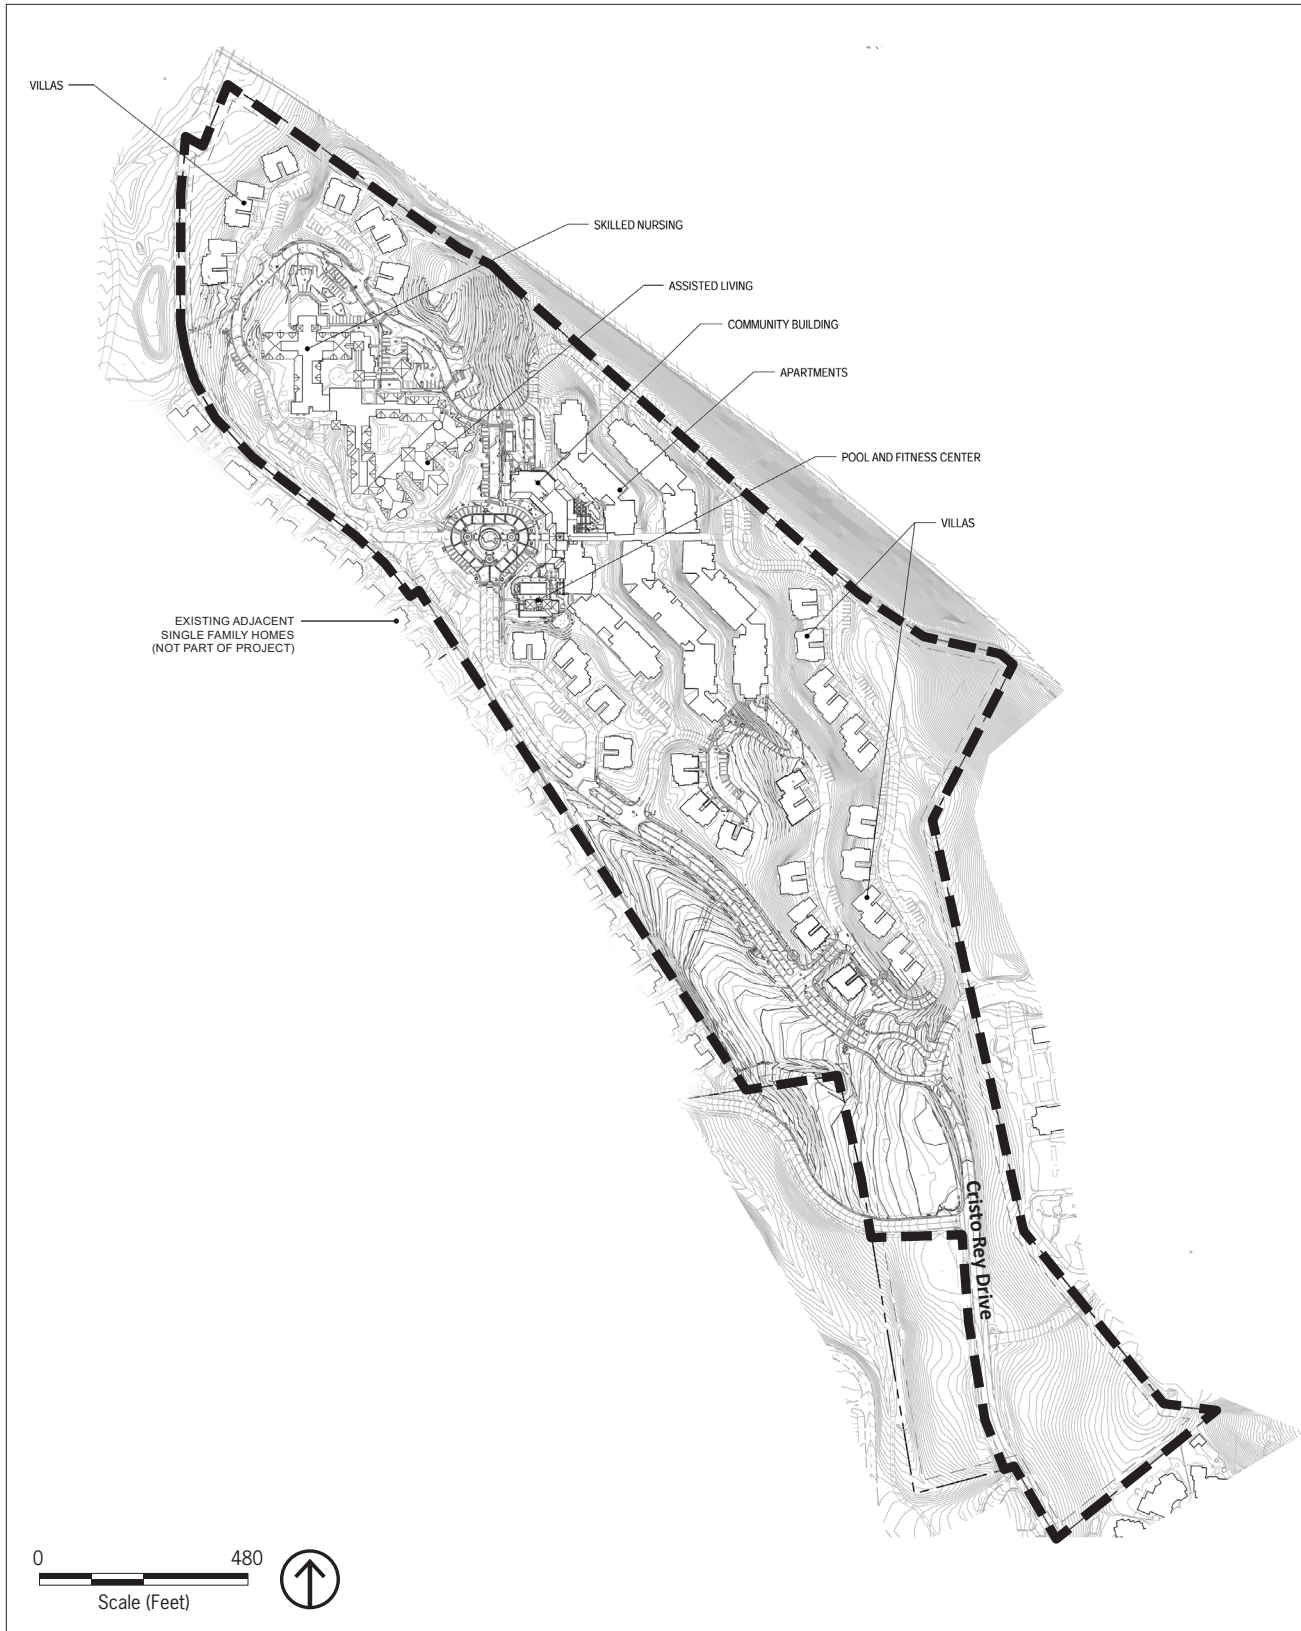 VILLAS
SKILLED NURSING
ASSISTED LIVING
COMMUNITY BUILDING
APARTMENTS
POOL AND FITNESS CENTER
VILLAS
EXISTING ADJACENT
SINGLE FAMILY HOMES
(NOT PART OF PROJECT)
Cristo Rey Drive
0 480
Scale (Feet)